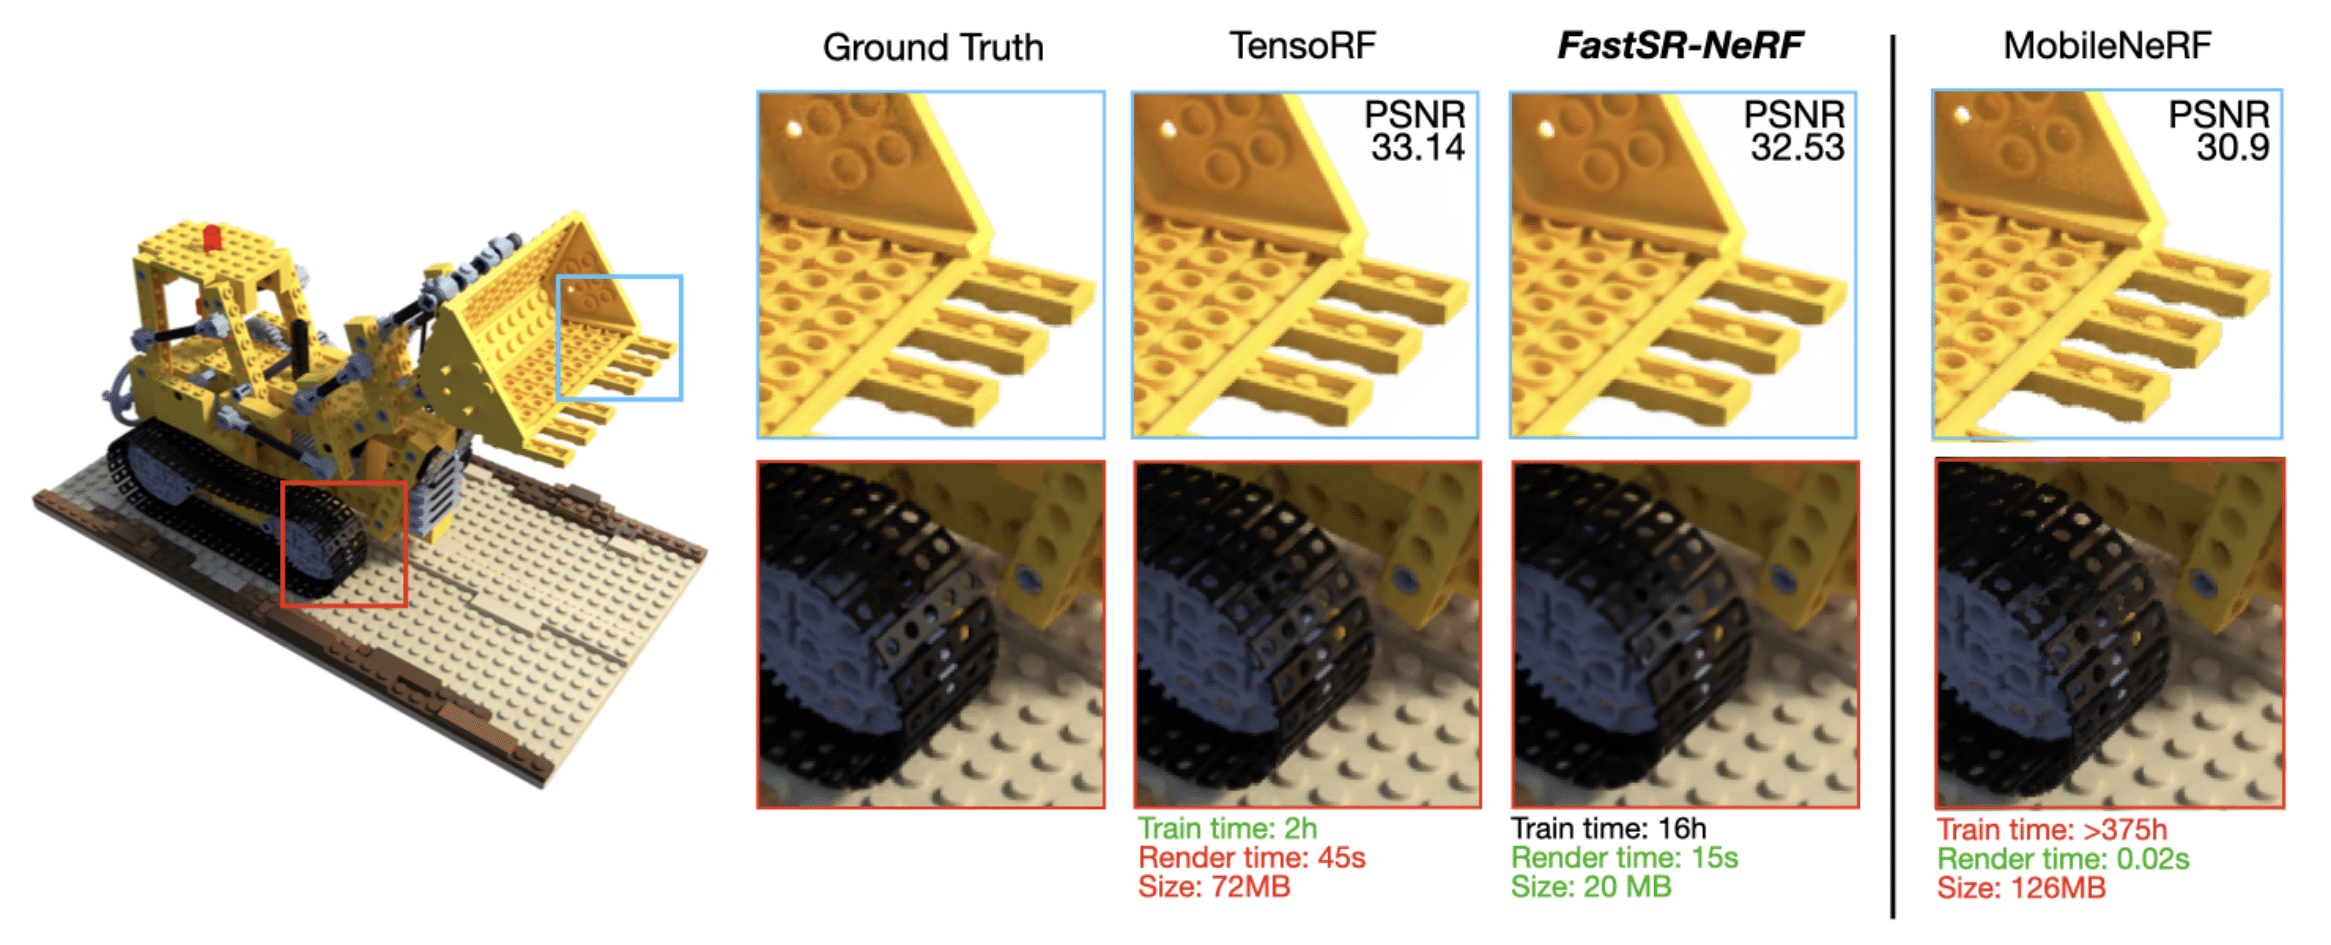 Ground Truth
TensoRF
FastSR-NeRF
MobileNeRF
PSNR
33.14
PSNR
32.53
PSNR
30.9
Train time: 2h
Render time: 45s
Size: 72MB
Train time: 16h
Render time: 15s
Size: 20 MB
Train time: >375h
Render time: 0.02s
Size: 126MB